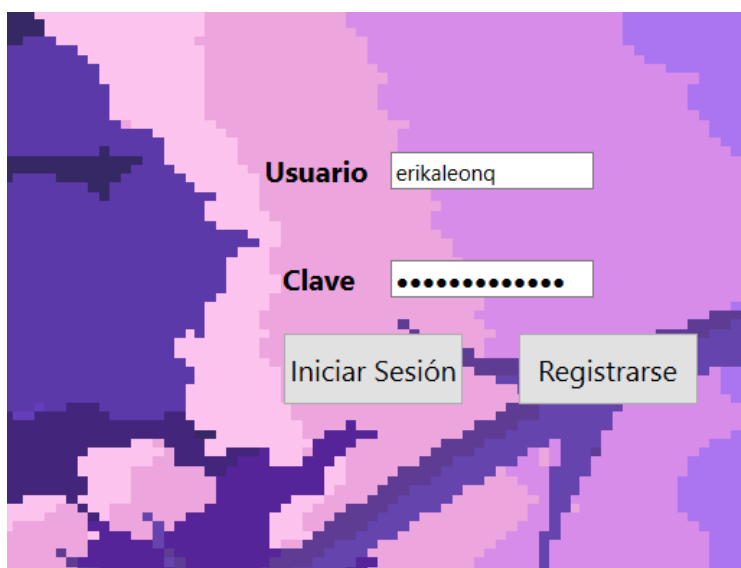 Usuario erikaleonq
Clave •••••••••••••
Iniciar Sesión Registrarse